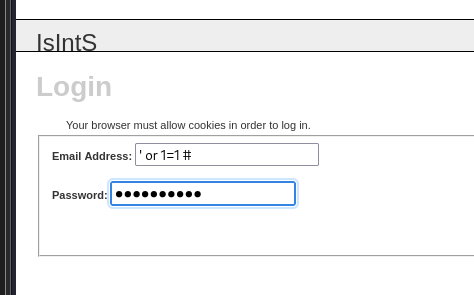 IsIntS
Login
Your browser must allow cookies in order to log in.
Email Address: ' or 1=1 #
Password: ●●●●●●●●●●